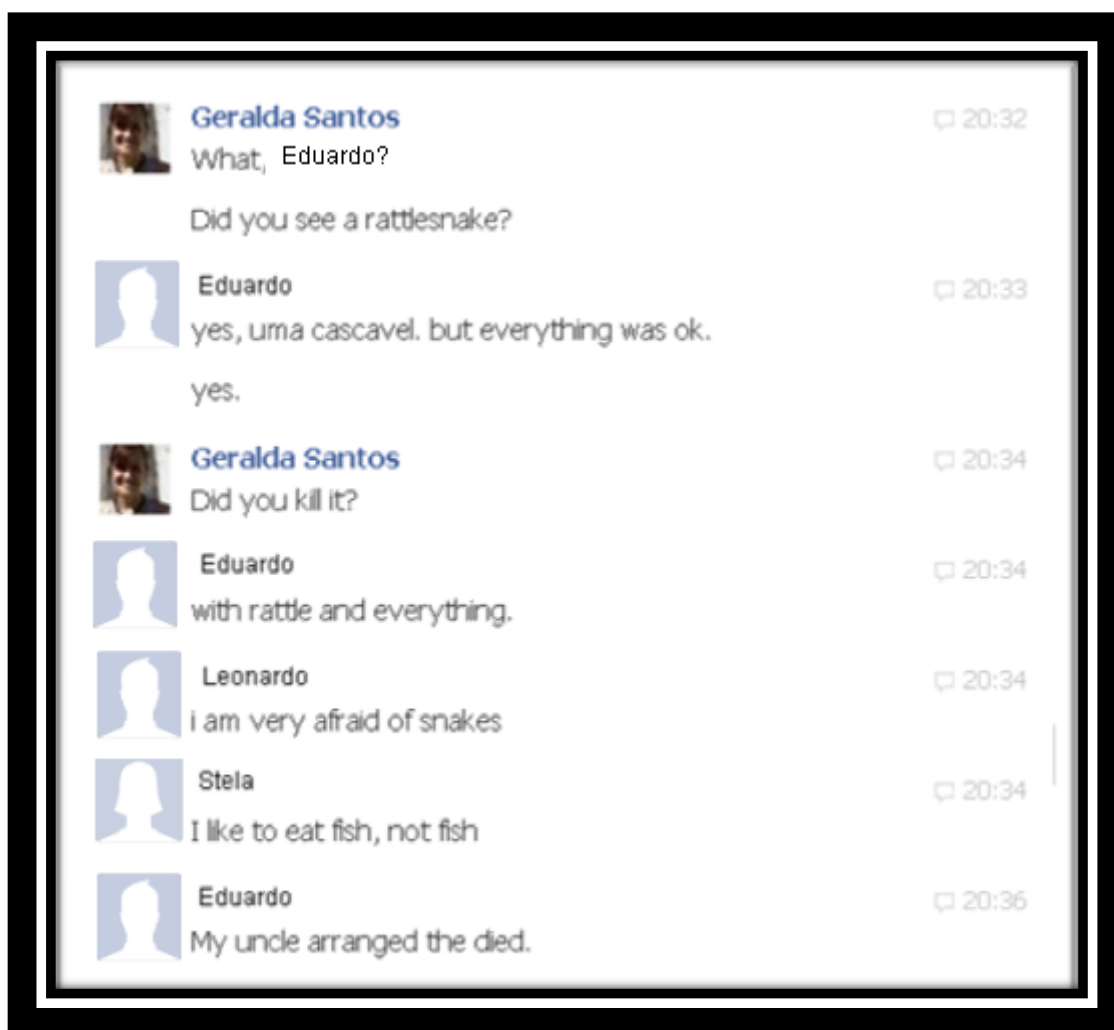 Geralda Santos 20:32
What, Eduardo?
Did you see a rattlesnake?
Eduardo 20:33
yes, uma cascavel. but everything was ok.
yes.
Geralda Santos 20:34
Did you kill it?
Eduardo 20:34
with rattle and everything.
Leonardo 20:34
i am very afraid of snakes
Stela 20:34
I like to eat fish, not fish
Eduardo 20:36
My uncle arranged the died.